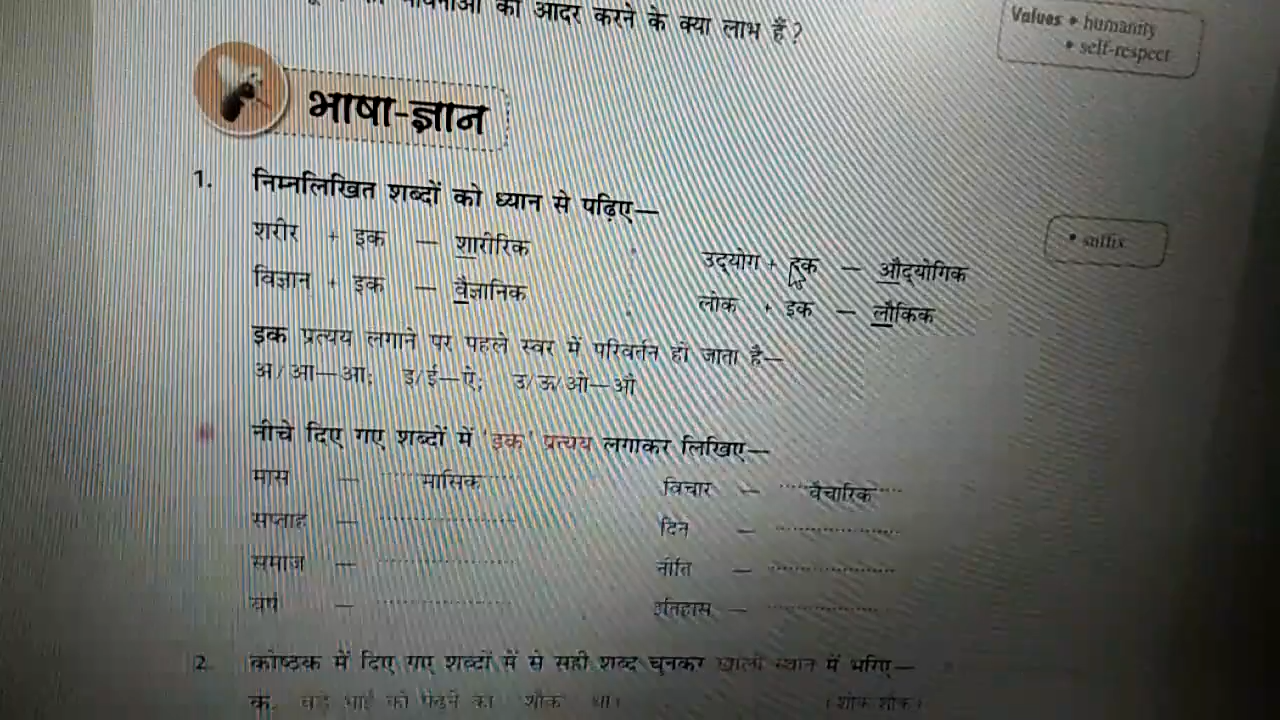 का आदर करने के क्या लाभ हैं?
Values • humanity
• self-respect
भाषा-ज्ञान
1. निम्नलिखित शब्दों को ध्यान से पढ़िए—
शरीर + इक — शारीरिक
उद्‌योग + इक — औद्‌योगिक
• suffix
विज्ञान + इक — वैज्ञानिक
लोक + इक — लौकिक
इक प्रत्यय लगाने पर पहले स्वर में परिवर्तन हो जाता है—
अ/आ—आ; इ/ई—ऐ; उ/ऊ/ओ—औ
नीचे दिए गए शब्दों में 'इक' प्रत्यय लगाकर लिखिए—
मास — मासिक
विचार — वैचारिक
सप्ताह —
दिन —
समाज —
नीति —
वर्ष —
इतिहास —
2. कोष्ठक में दिए गए शब्दों में से सही शब्द चुनकर खाली स्थान में भरिए—
क. बड़े भाई को पढ़ने का शौक था।